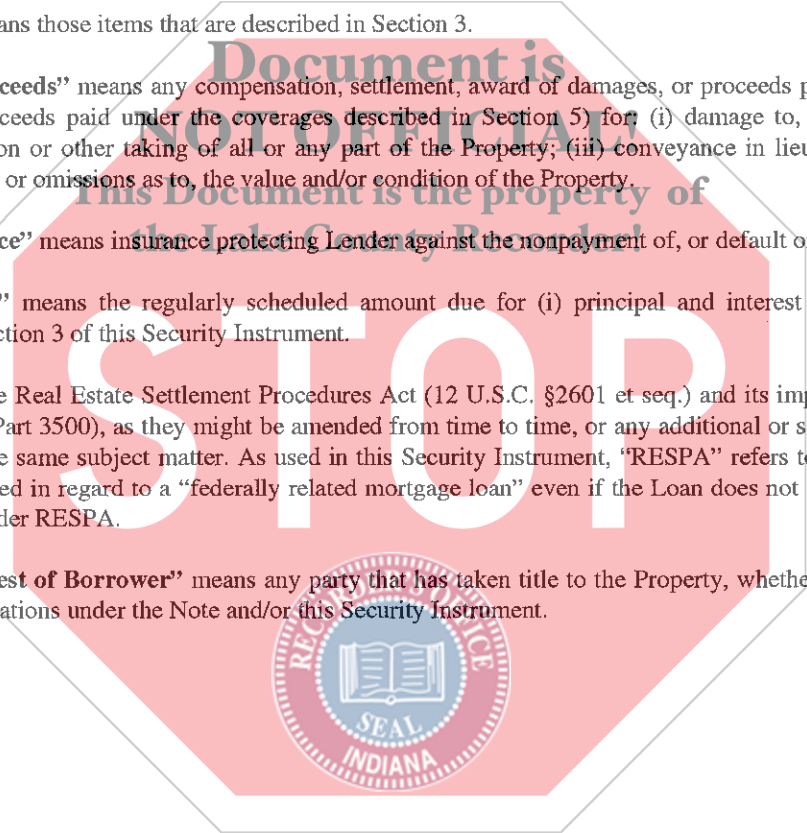 ans those items that are described in Section 3.
Document is
ceeds” means any compensation, settlement, award of damages, or proceeds p
ceeds paid under the coverages described in Section 5) for: (i) damage to,
NOT OFFICIAL!
on or other taking of all or any part of the Property; (iii) conveyance in lieu
or omissions as to, the value and/or condition of the Property.
This Document is the property of
the Lake County Recorder!
ce” means insurance protecting Lender against the nonpayment of, or default o
” means the regularly scheduled amount due for (i) principal and interest
ction 3 of this Security Instrument.
STOP
e Real Estate Settlement Procedures Act (12 U.S.C. §2601 et seq.) and its imp
Part 3500), as they might be amended from time to time, or any additional or s
e same subject matter. As used in this Security Instrument, “RESPA” refers to
ed in regard to a “federally related mortgage loan” even if the Loan does not
der RESPA.
est of Borrower” means any party that has taken title to the Property, whethe
ations under the Note and/or this Security Instrument.
RECORDER'S OFFICE
SEAL
INDIANA